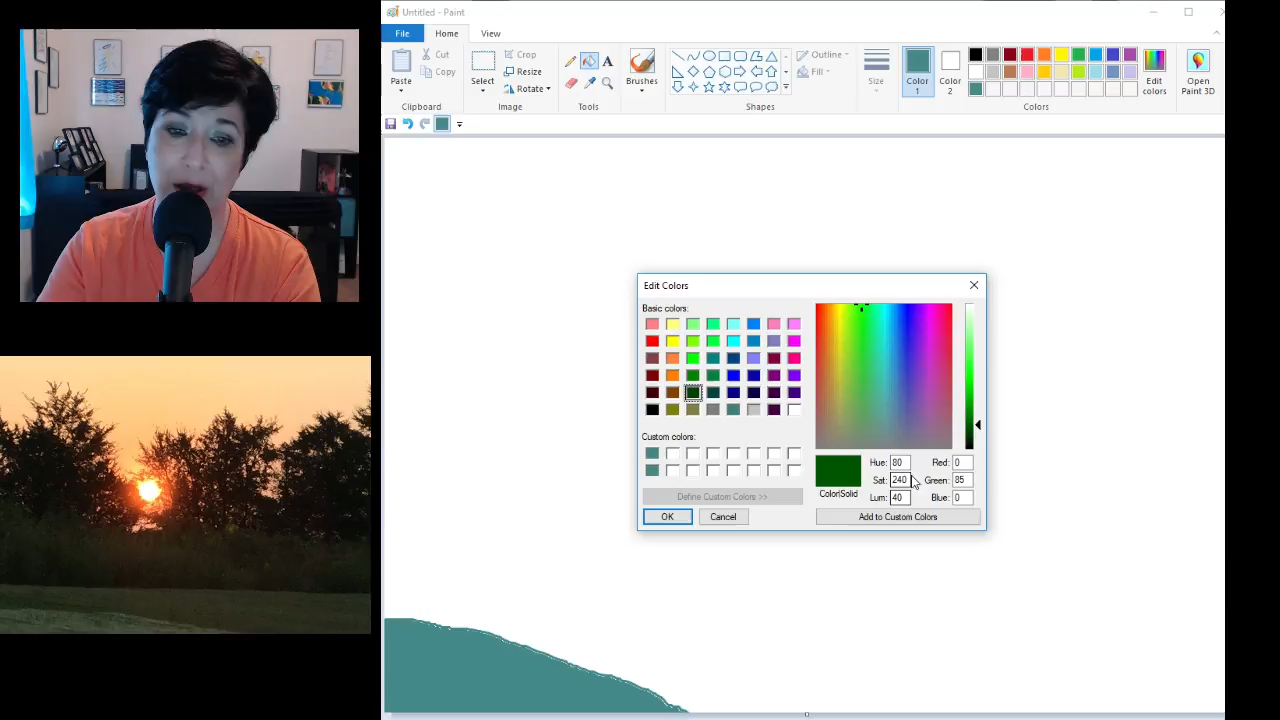 Untitled - Paint
File Home View
Paste
Cut
Copy
Clipboard
Select
Crop
Resize
Rotate
Image
A
Tools
Brushes
Outline
Fill
Shapes
Size
Color 1
Color 2
Edit colors
Colors
Open Paint 3D
Edit Colors
Basic colors:
Custom colors:
Define Custom Colors >>
OK Cancel
Color|Solid
Hue: 80 Red: 0
Sat: 240 Green: 85
Lum: 40 Blue: 0
Add to Custom Colors